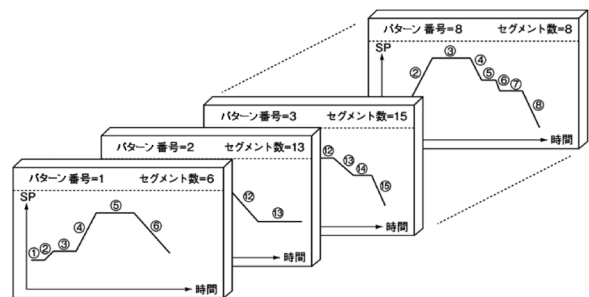 パターン番号=8 セグメント数=8
SP
② ③ ④ ⑤ ⑥ ⑦ ⑧
時間
パターン番号=3 セグメント数=15
⑫ ⑬ ⑭ ⑮
時間
パターン番号=2 セグメント数=13
⑫ ⑬
時間
パターン番号=1 セグメント数=6
SP
① ② ③ ④ ⑤ ⑥
時間